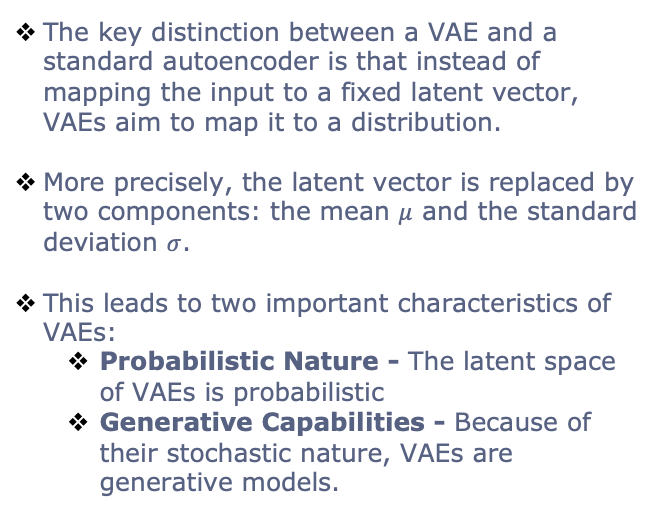 ❖ The key distinction between a VAE and a
standard autoencoder is that instead of
mapping the input to a fixed latent vector,
VAEs aim to map it to a distribution.
❖ More precisely, the latent vector is replaced by
two components: the mean μ and the standard
deviation σ.
❖ This leads to two important characteristics of
VAEs:
❖ Probabilistic Nature - The latent space
of VAEs is probabilistic
❖ Generative Capabilities - Because of
their stochastic nature, VAEs are
generative models.